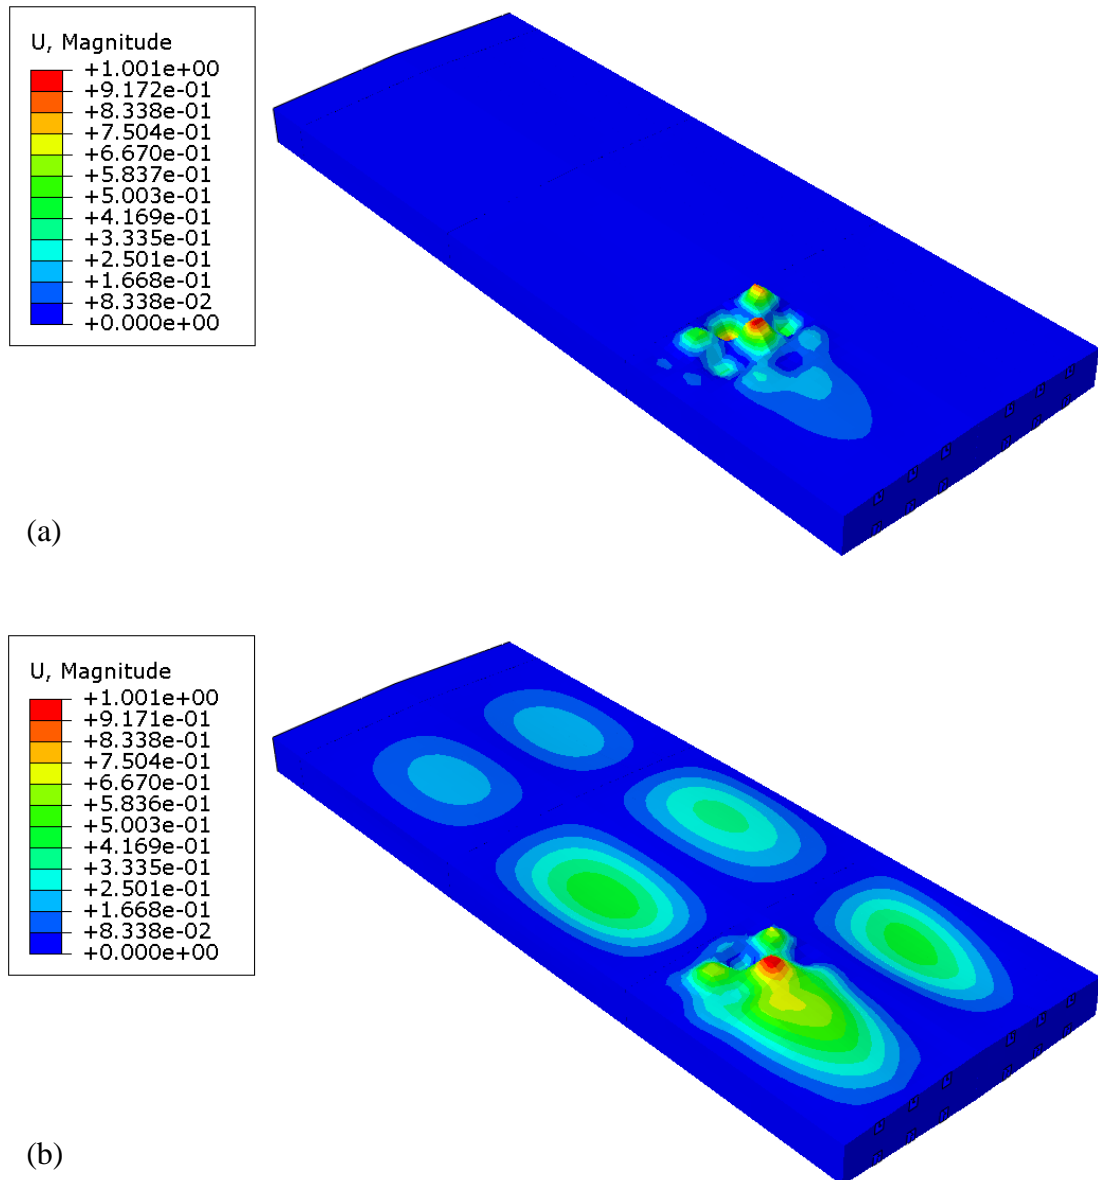 U, Magnitude
+1.001e+00
+9.172e-01
+8.338e-01
+7.504e-01
+6.670e-01
+5.837e-01
+5.003e-01
+4.169e-01
+3.335e-01
+2.501e-01
+1.668e-01
+8.338e-02
+0.000e+00
(a)
U, Magnitude
+1.001e+00
+9.171e-01
+8.338e-01
+7.504e-01
+6.670e-01
+5.836e-01
+5.003e-01
+4.169e-01
+3.335e-01
+2.501e-01
+1.668e-01
+8.338e-02
+0.000e+00
(b)